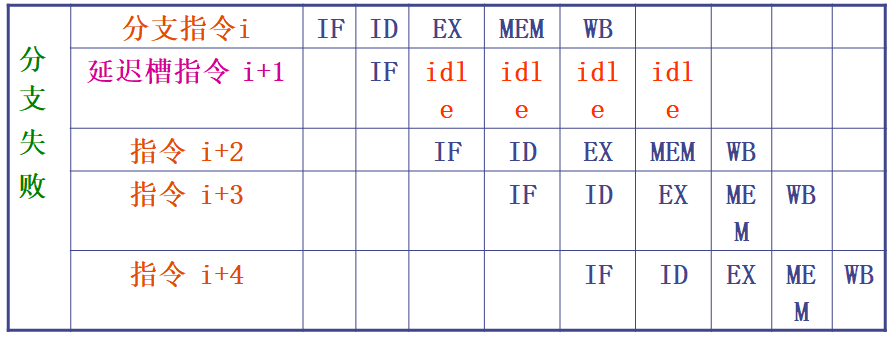 分支失败
分支指令i IF ID EX MEM WB
延迟槽指令 i+1 IF idle idle idle idle
指令 i+2 IF ID EX MEM WB
指令 i+3 IF ID EX MEM WB
指令 i+4 IF ID EX MEM WB